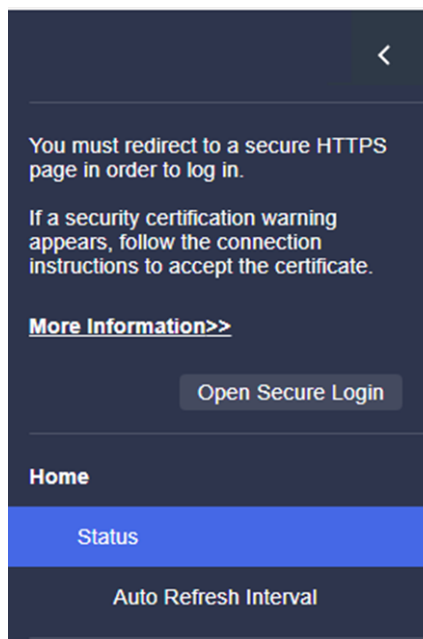 You must redirect to a secure HTTPS
page in order to log in.
If a security certification warning
appears, follow the connection
instructions to accept the certificate.
More Information>>
Open Secure Login
Home
Status
Auto Refresh Interval